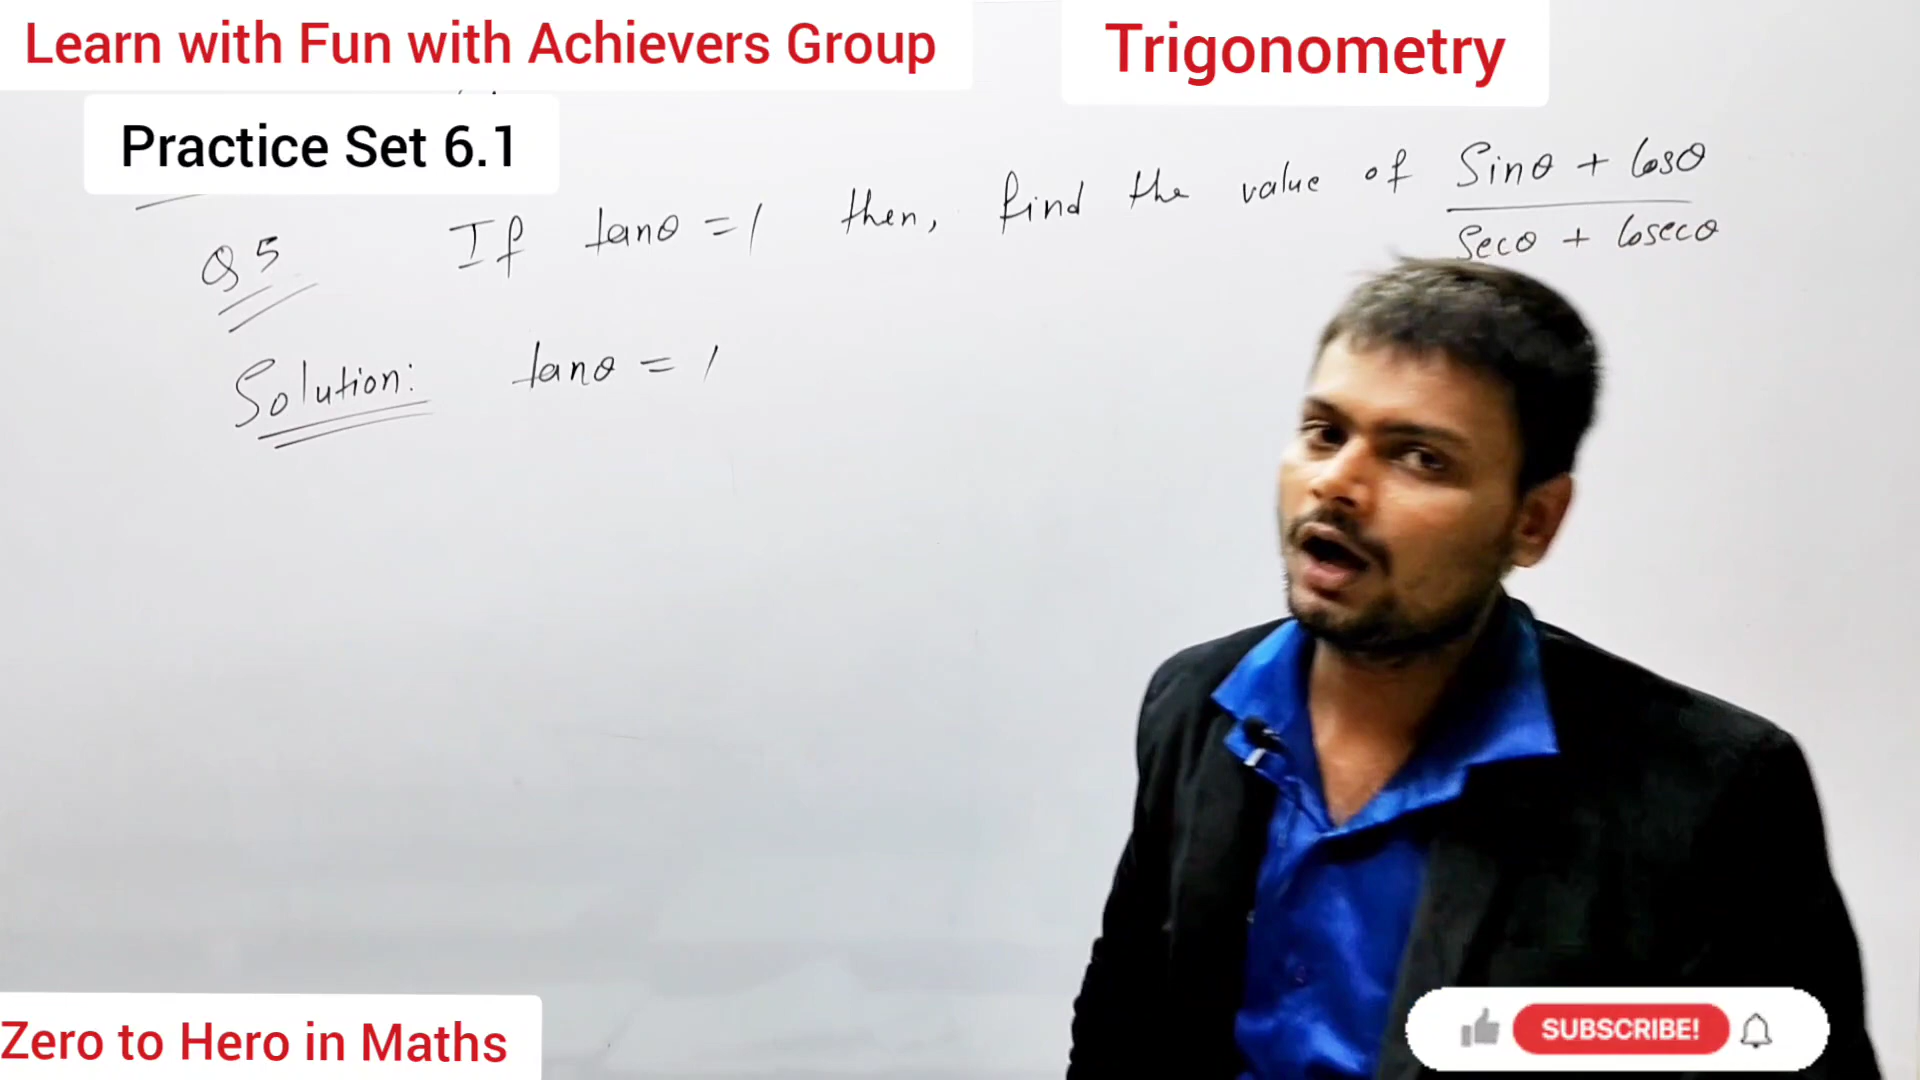 Learn with Fun with Achievers Group
Trigonometry
Practice Set 6.1
Q5 If tanθ = 1 then, find the value of Sinθ + Cosθ
Secθ + Cosecθ
Solution: tanθ = 1
Zero to Hero in Maths
SUBSCRIBE!